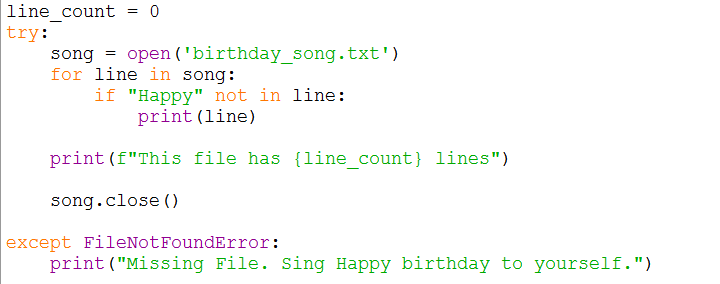 line_count = 0
try:
    song = open('birthday_song.txt')
    for line in song:
        if "Happy" not in line:
            print(line)

    print(f"This file has {line_count} lines")

    song.close()

except FileNotFoundError:
    print("Missing File. Sing Happy birthday to yourself.")